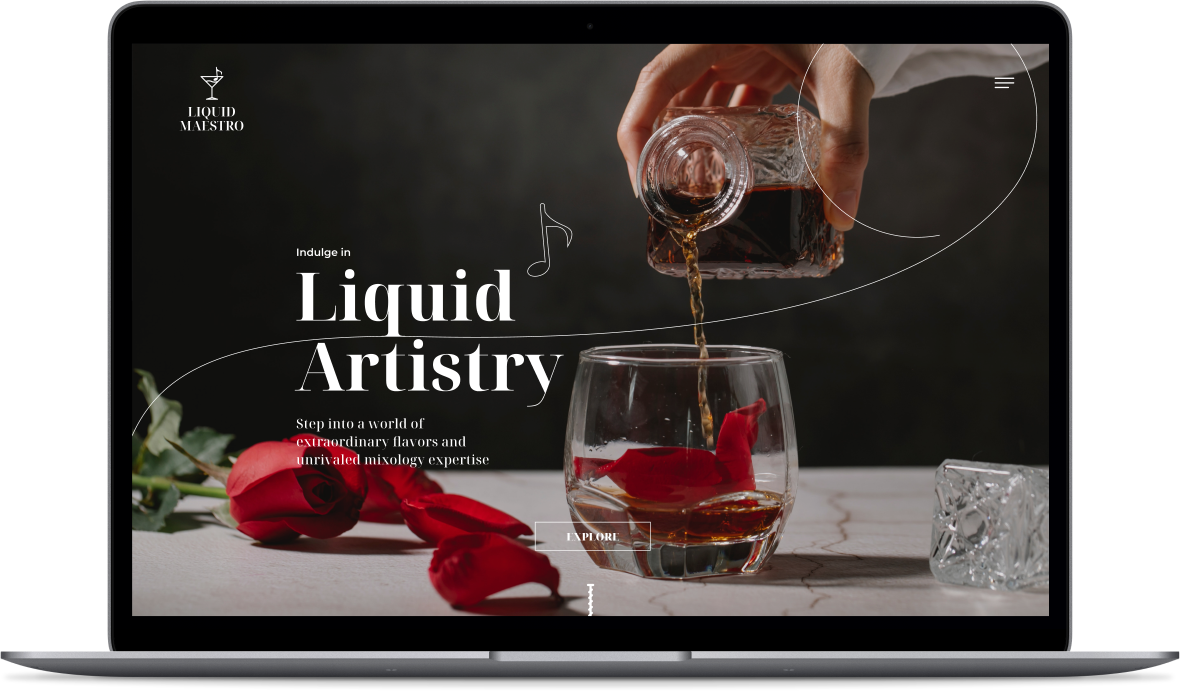 LIQUID
MAESTRO
Indulge in
Liquid
Artistry
Step into a world of
extraordinary flavors and
unrivaled mixology expertise
EXPLORE